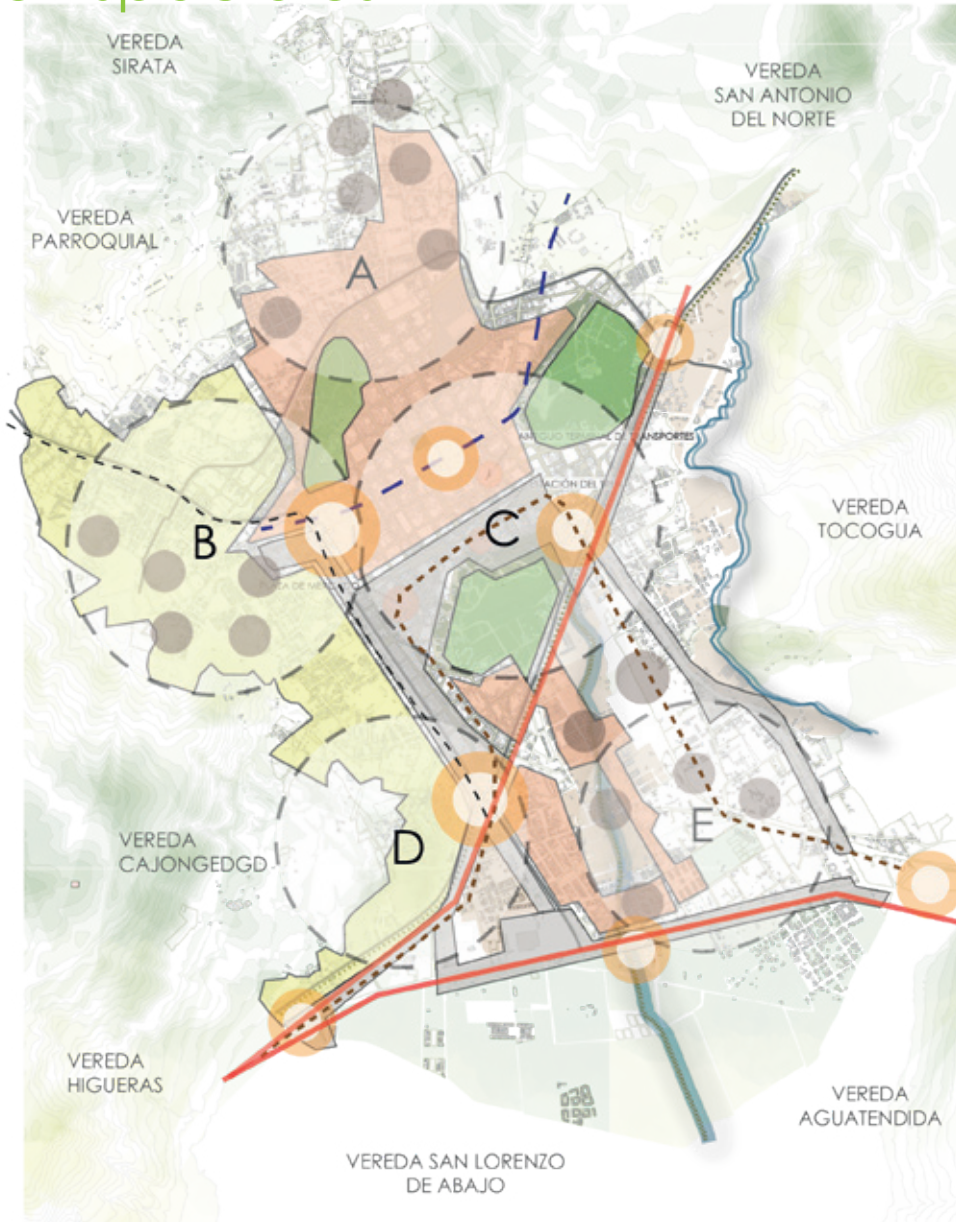 VEREDA
SIRATA
VEREDA
SAN ANTONIO
DEL NORTE
VEREDA
PARROQUIAL
A
TRANSPORTES
VEREDA
TOCOGUA
B
C
VEREDA
CAJONGEDGD
D
E
VEREDA
HIGUERAS
VEREDA
AGUATENDIDA
VEREDA SAN LORENZO
DE ABAJO